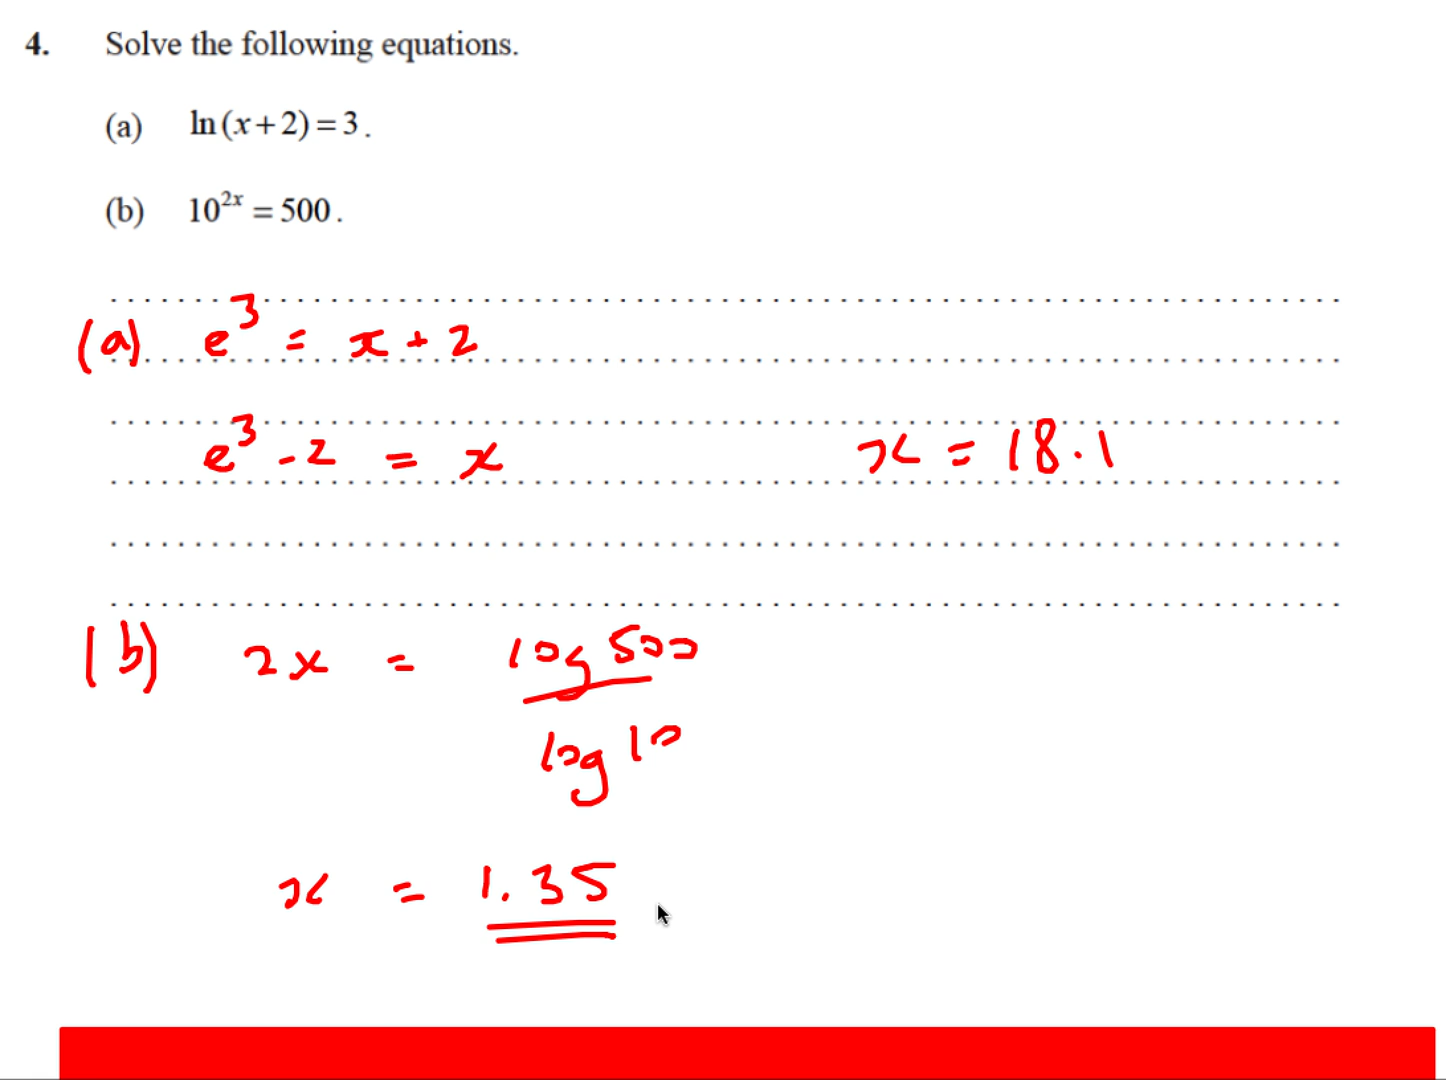 4. Solve the following equations.
(a) ln(x+2)=3.
(b) 10^{2x} = 500.
(a) e^3 = x + 2
e^3 - 2 = x x = 18.1
(b) 2x = log 500 / log 10
x = 1.35